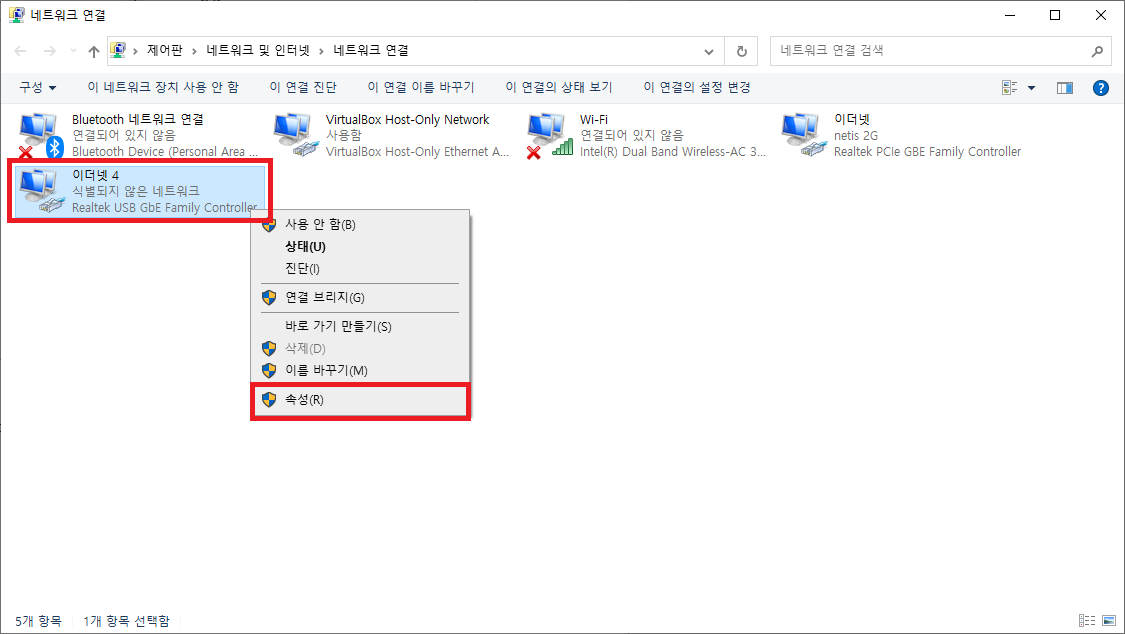 네트워크 연결
제어판 › 네트워크 및 인터넷 › 네트워크 연결
네트워크 연결 검색
구성
이 네트워크 장치 사용 안 함
이 연결 진단
이 연결 이름 바꾸기
이 연결의 상태 보기
이 연결의 설정 변경
Bluetooth 네트워크 연결
연결되어 있지 않음
Bluetooth Device (Personal Area ...
VirtualBox Host-Only Network
사용함
VirtualBox Host-Only Ethernet A...
Wi-Fi
연결되어 있지 않음
Intel(R) Dual Band Wireless-AC 3...
이더넷
netis 2G
Realtek PCIe GBE Family Controller
이더넷 4
식별되지 않은 네트워크
Realtek USB GbE Family Controller
사용 안 함(B)
상태(U)
진단(I)
연결 브리지(G)
바로 가기 만들기(S)
삭제(D)
이름 바꾸기(M)
속성(R)
5개 항목
1개 항목 선택함